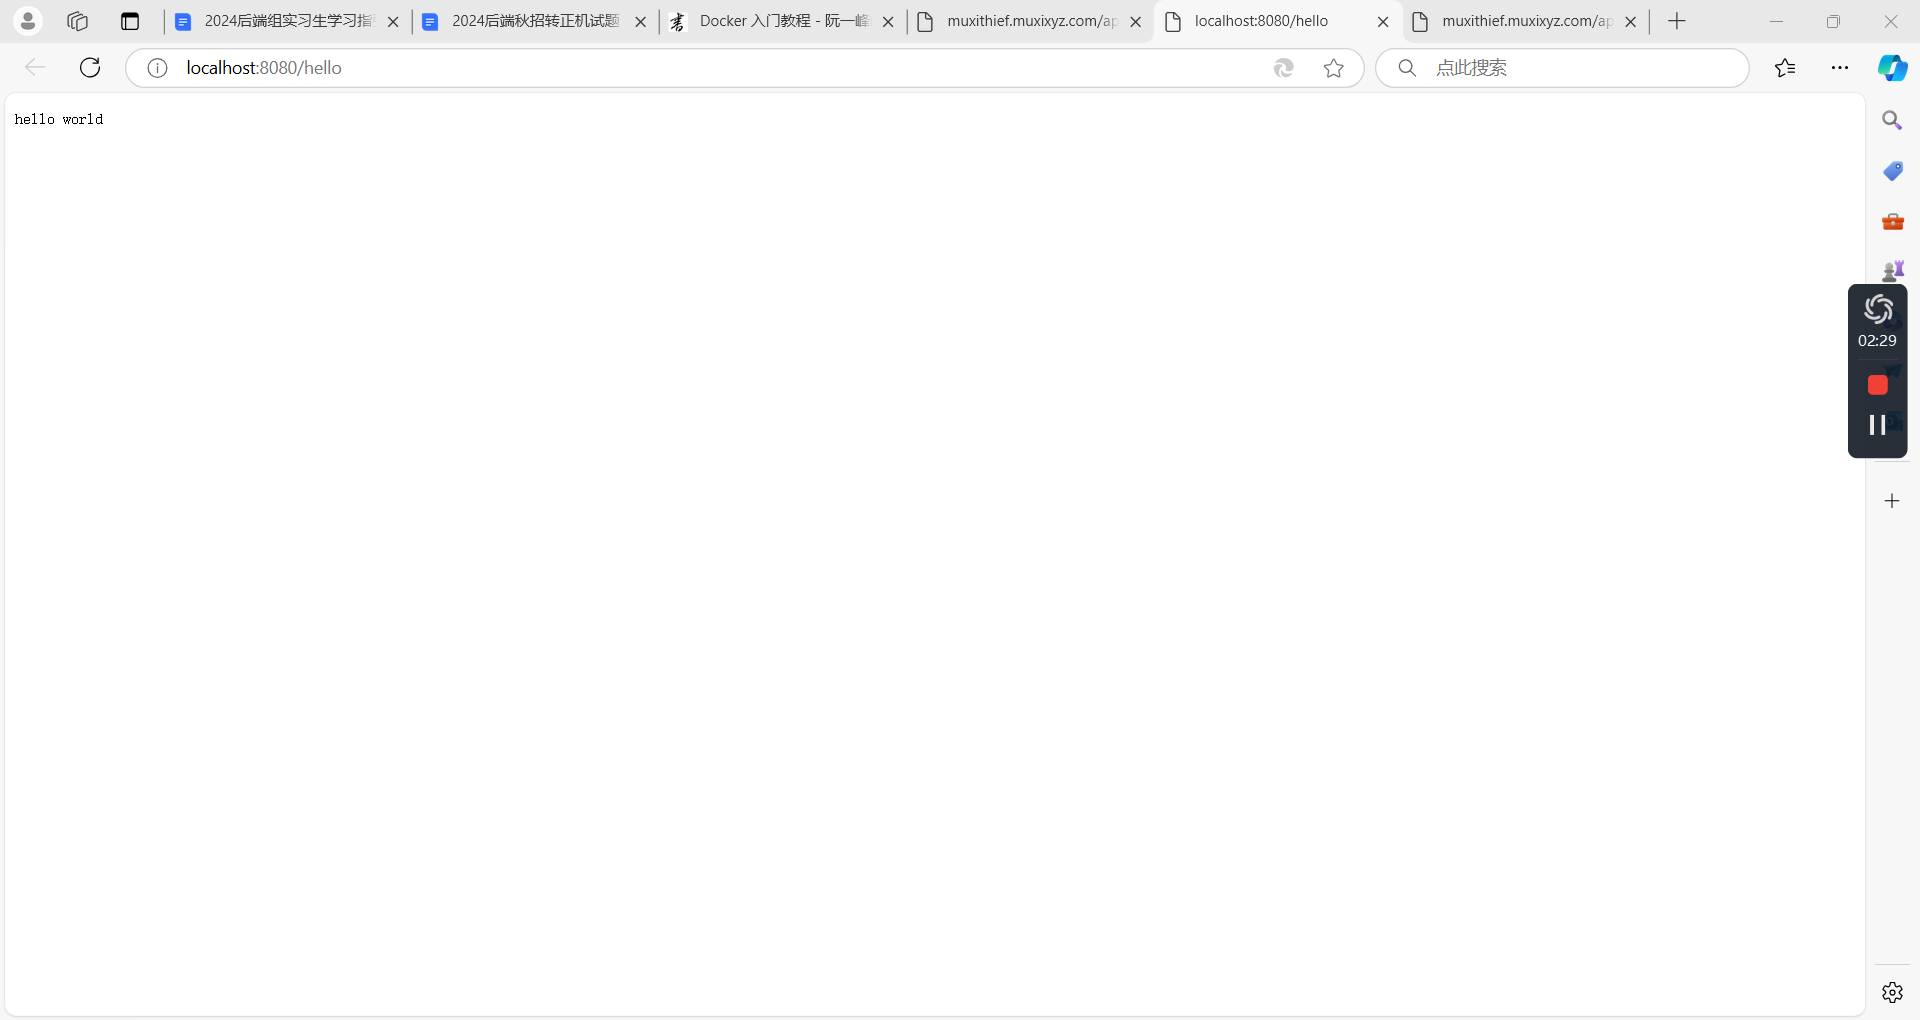 2024后端组实习生学习指
2024后端秋招转正机试题
Docker 入门教程 - 阮一峰
muxithief.muxixyz.com/ap
localhost:8080/hello
muxithief.muxixyz.com/ap
localhost:8080/hello
点此搜索
hello world
02:29